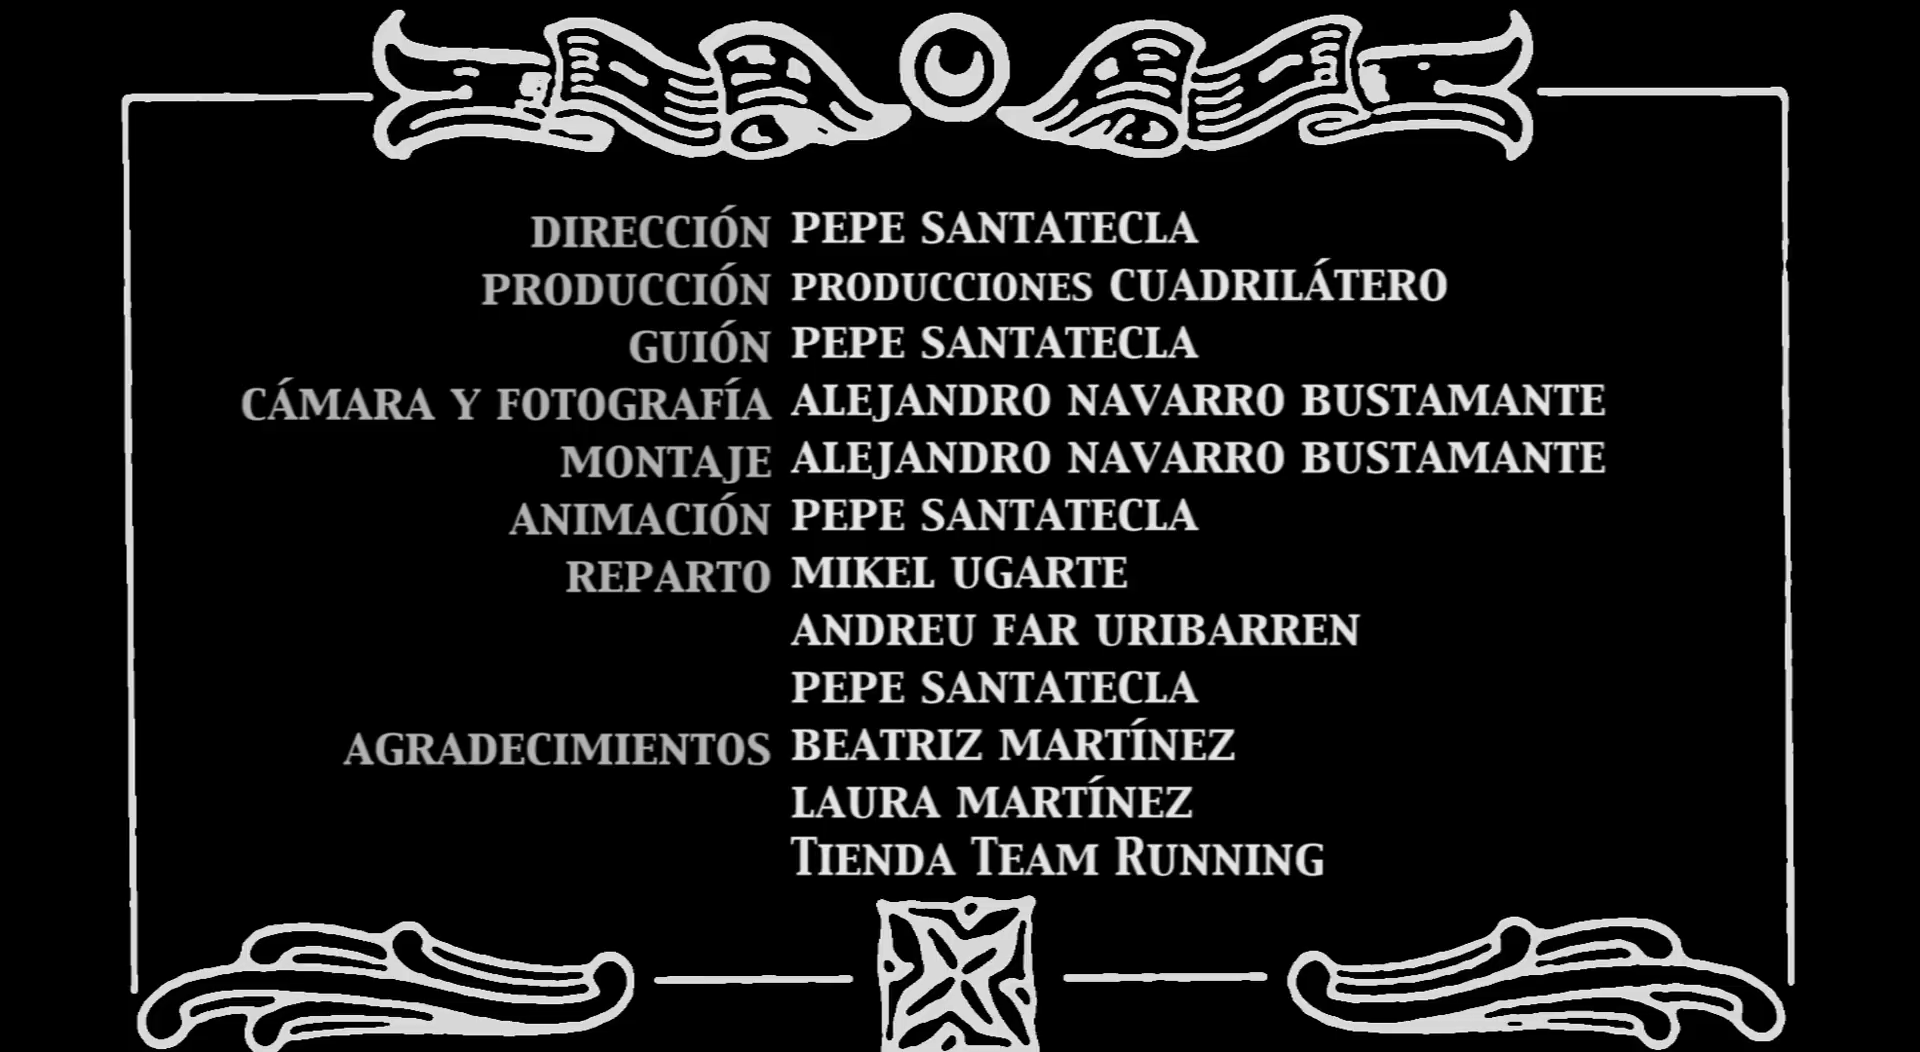 DIRECCIÓN PEPE SANTATECLA
PRODUCCIÓN PRODUCCIONES CUADRILÁTERO
GUIÓN PEPE SANTATECLA
CÁMARA Y FOTOGRAFÍA ALEJANDRO NAVARRO BUSTAMANTE
MONTAJE ALEJANDRO NAVARRO BUSTAMANTE
ANIMACIÓN PEPE SANTATECLA
REPARTO MIKEL UGARTE
ANDREU FAR URIBARREN
PEPE SANTATECLA
AGRADECIMIENTOS BEATRIZ MARTÍNEZ
LAURA MARTÍNEZ
TIENDA TEAM RUNNING